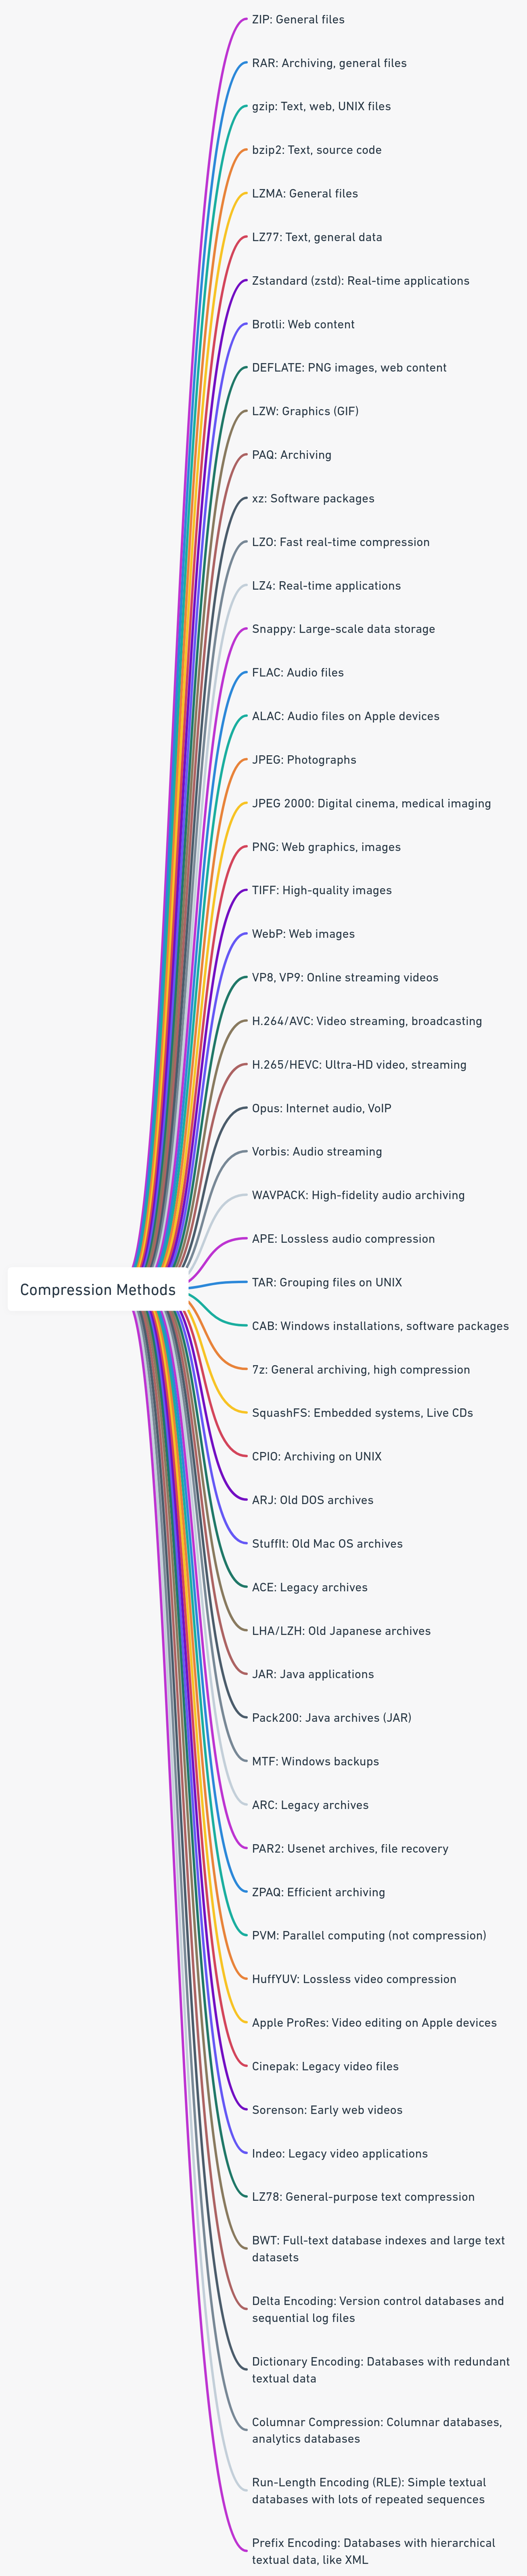 ZIP: General files
RAR: Archiving, general files
gzip: Text, web, UNIX files
bzip2: Text, source code
LZMA: General files
LZ77: Text, general data
Zstandard (zstd): Real-time applications
Brotli: Web content
DEFLATE: PNG images, web content
LZW: Graphics (GIF)
PAQ: Archiving
xz: Software packages
LZO: Fast real-time compression
LZ4: Real-time applications
Snappy: Large-scale data storage
FLAC: Audio files
ALAC: Audio files on Apple devices
JPEG: Photographs
JPEG 2000: Digital cinema, medical imaging
PNG: Web graphics, images
TIFF: High-quality images
WebP: Web images
VP8, VP9: Online streaming videos
H.264/AVC: Video streaming, broadcasting
H.265/HEVC: Ultra-HD video, streaming
Opus: Internet audio, VoIP
Vorbis: Audio streaming
WAVPACK: High-fidelity audio archiving
APE: Lossless audio compression
Compression Methods
TAR: Grouping files on UNIX
CAB: Windows installations, software packages
7z: General archiving, high compression
SquashFS: Embedded systems, Live CDs
CPIO: Archiving on UNIX
ARJ: Old DOS archives
StuffIt: Old Mac OS archives
ACE: Legacy archives
LHA/LZH: Old Japanese archives
JAR: Java applications
Pack200: Java archives (JAR)
MTF: Windows backups
ARC: Legacy archives
PAR2: Usenet archives, file recovery
ZPAQ: Efficient archiving
PVM: Parallel computing (not compression)
HuffYUV: Lossless video compression
Apple ProRes: Video editing on Apple devices
Cinepak: Legacy video files
Sorenson: Early web videos
Indeo: Legacy video applications
LZ78: General-purpose text compression
BWT: Full-text database indexes and large text
datasets
Delta Encoding: Version control databases and
sequential log files
Dictionary Encoding: Databases with redundant
textual data
Columnar Compression: Columnar databases,
analytics databases
Run-Length Encoding (RLE): Simple textual
databases with lots of repeated sequences
Prefix Encoding: Databases with hierarchical
textual data, like XML